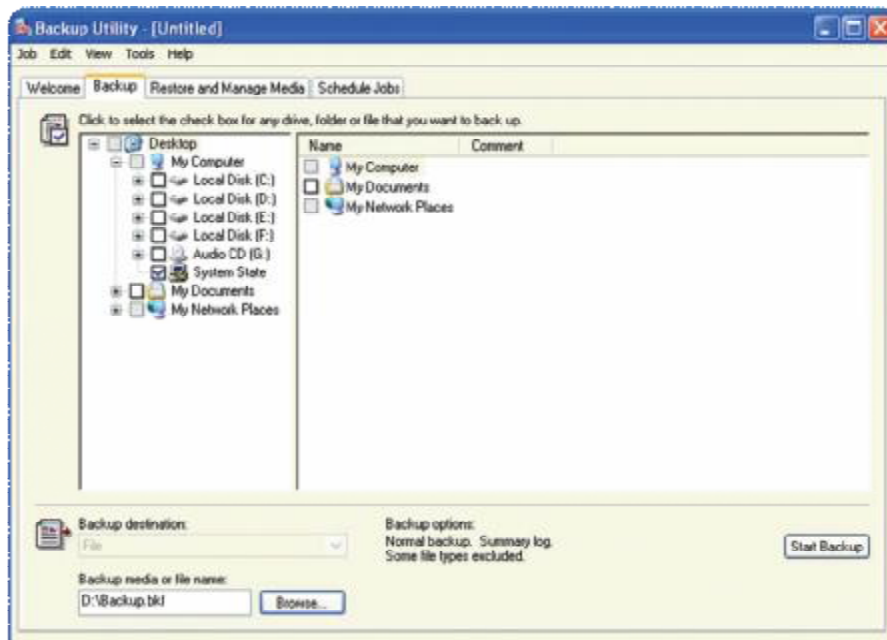 Backup Utility - [Untitled]
Job Edit View Tools Help
Welcome Backup Restore and Manage Media Schedule Jobs
Click to select the check box for any drive, folder or file that you want to back up.
Desktop
My Computer
Local Disk (C:)
Local Disk (D:)
Local Disk (E:)
Local Disk (F:)
Audio CD (G:)
System State
My Documents
My Network Places
Name Comment
My Computer
My Documents
My Network Places
Backup destination:
File
Backup media or file name:
D:\Backup.bkf
Browse...
Backup options:
Normal backup. Summary log.
Some file types excluded.
Start Backup